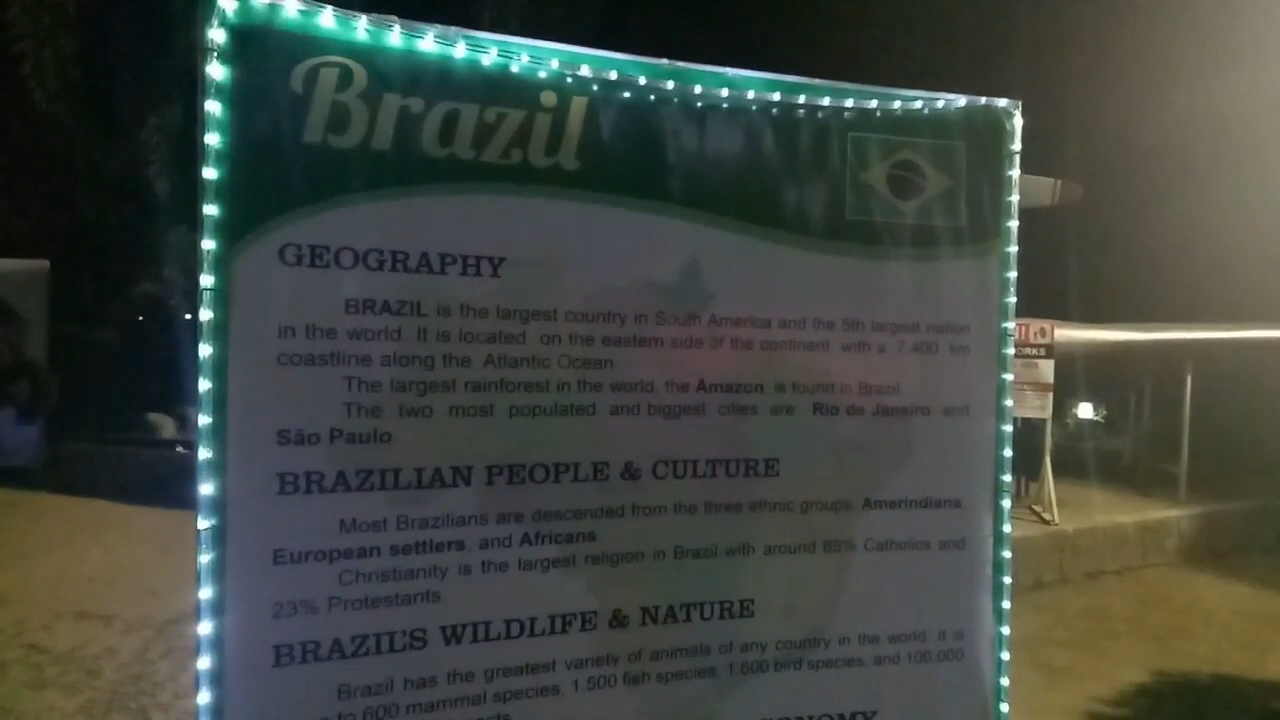 Brazil
GEOGRAPHY
BRAZIL is the largest country in South America and the 5th largest nation
in the world. It is located on the eastern side of the continent with a 7,400 km
coastline along the Atlantic Ocean
The largest rainforest in the world, the Amazon, is found in Brazil.
The two most populated and biggest cities are Rio de Janeiro and
São Paulo
BRAZILIAN PEOPLE & CULTURE
Most Brazilians are descended from the three ethnic groups: Amerindians,
European settlers, and Africans.
Christianity is the largest religion in Brazil with around 65% Catholics and
23% Protestants.
BRAZIL'S WILDLIFE & NATURE
Brazil has the greatest variety of animals of any country in the world. It is
to 600 mammal species, 1,500 fish species, 1,600 bird species, and 100,000
ORKS